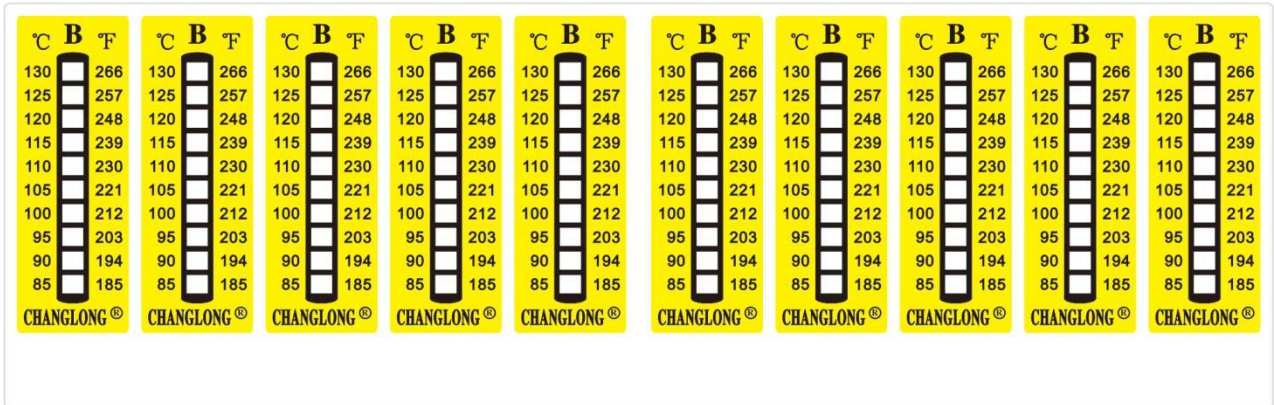 ℃ B ℉ ℃ B ℉ ℃ B ℉ ℃ B ℉ ℃ B ℉ ℃ B ℉ ℃ B ℉ ℃ B ℉ ℃ B ℉ ℃ B ℉
130 266 130 266 130 266 130 266 130 266 130 266 130 266 130 266 130 266 130 266
125 257 125 257 125 257 125 257 125 257 125 257 125 257 125 257 125 257 125 257
120 248 120 248 120 248 120 248 120 248 120 248 120 248 120 248 120 248 120 248
115 239 115 239 115 239 115 239 115 239 115 239 115 239 115 239 115 239 115 239
110 230 110 230 110 230 110 230 110 230 110 230 110 230 110 230 110 230 110 230
105 221 105 221 105 221 105 221 105 221 105 221 105 221 105 221 105 221 105 221
100 212 100 212 100 212 100 212 100 212 100 212 100 212 100 212 100 212 100 212
95 203 95 203 95 203 95 203 95 203 95 203 95 203 95 203 95 203 95 203
90 194 90 194 90 194 90 194 90 194 90 194 90 194 90 194 90 194 90 194
85 185 85 185 85 185 85 185 85 185 85 185 85 185 85 185 85 185 85 185
CHANGLONG ® CHANGLONG ® CHANGLONG ® CHANGLONG ® CHANGLONG ® CHANGLONG ® CHANGLONG ® CHANGLONG ® CHANGLONG ® CHANGLONG ®